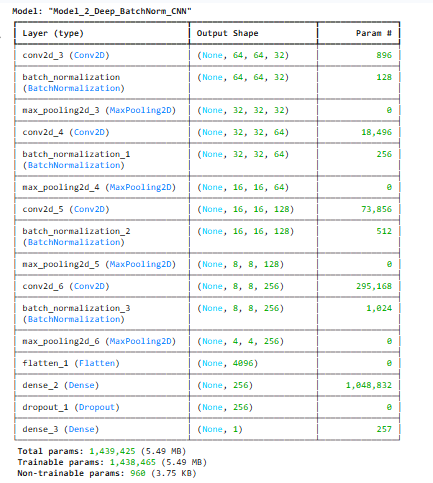 Model: "Model_2_Deep_BatchNorm_CNN"
Layer (type) Output Shape Param #
conv2d_3 (Conv2D) (None, 64, 64, 32) 896
batch_normalization (None, 64, 64, 32) 128
(BatchNormalization)
max_pooling2d_3 (MaxPooling2D) (None, 32, 32, 32) 0
conv2d_4 (Conv2D) (None, 32, 32, 64) 18,496
batch_normalization_1 (None, 32, 32, 64) 256
(BatchNormalization)
max_pooling2d_4 (MaxPooling2D) (None, 16, 16, 64) 0
conv2d_5 (Conv2D) (None, 16, 16, 128) 73,856
batch_normalization_2 (None, 16, 16, 128) 512
(BatchNormalization)
max_pooling2d_5 (MaxPooling2D) (None, 8, 8, 128) 0
conv2d_6 (Conv2D) (None, 8, 8, 256) 295,168
batch_normalization_3 (None, 8, 8, 256) 1,024
(BatchNormalization)
max_pooling2d_6 (MaxPooling2D) (None, 4, 4, 256) 0
flatten_1 (Flatten) (None, 4096) 0
dense_2 (Dense) (None, 256) 1,048,832
dropout_1 (Dropout) (None, 256) 0
dense_3 (Dense) (None, 1) 257
Total params: 1,439,425 (5.49 MB)
Trainable params: 1,438,465 (5.49 MB)
Non-trainable params: 960 (3.75 KB)